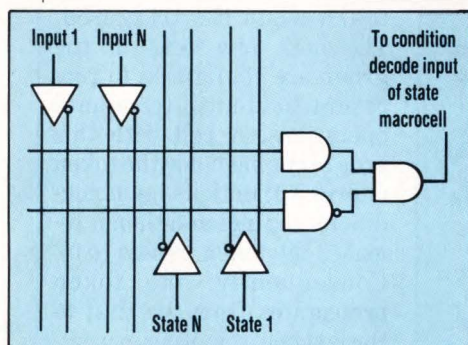 Input 1
Input N
To condition
decode input
of state
macrocell
State N
State 1